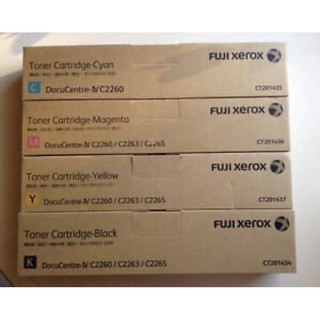 Toner Cartridge-Cyan
FUJI xerox
C
DocuCentre-IV C2260
CT201435
Toner Cartridge-Magenta
FUJI xerox
M
DocuCentre-IV C2260 / C2263 / C2265
CT201436
Toner Cartridge-Yellow
FUJI xerox
Y
DocuCentre-IV C2260 / C2263 / C2265
CT201437
Toner Cartridge-Black
FUJI xerox
K
DocuCentre-IV C2260 / C2263 / C2265
CT201434